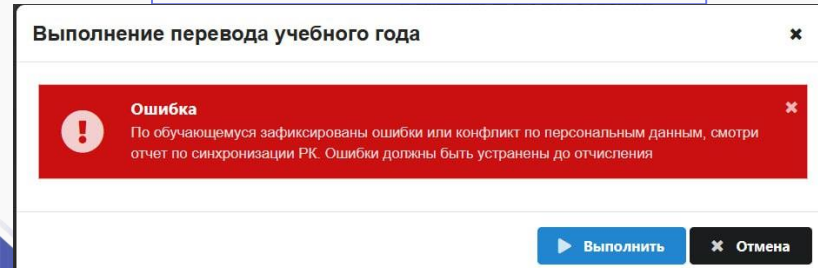 Выполнение перевода учебного года
Ошибка
По обучающемуся зафиксированы ошибки или конфликт по персональным данным, смотри
отчет по синхронизации РК. Ошибки должны быть устранены до отчисления
Выполнить
Отмена